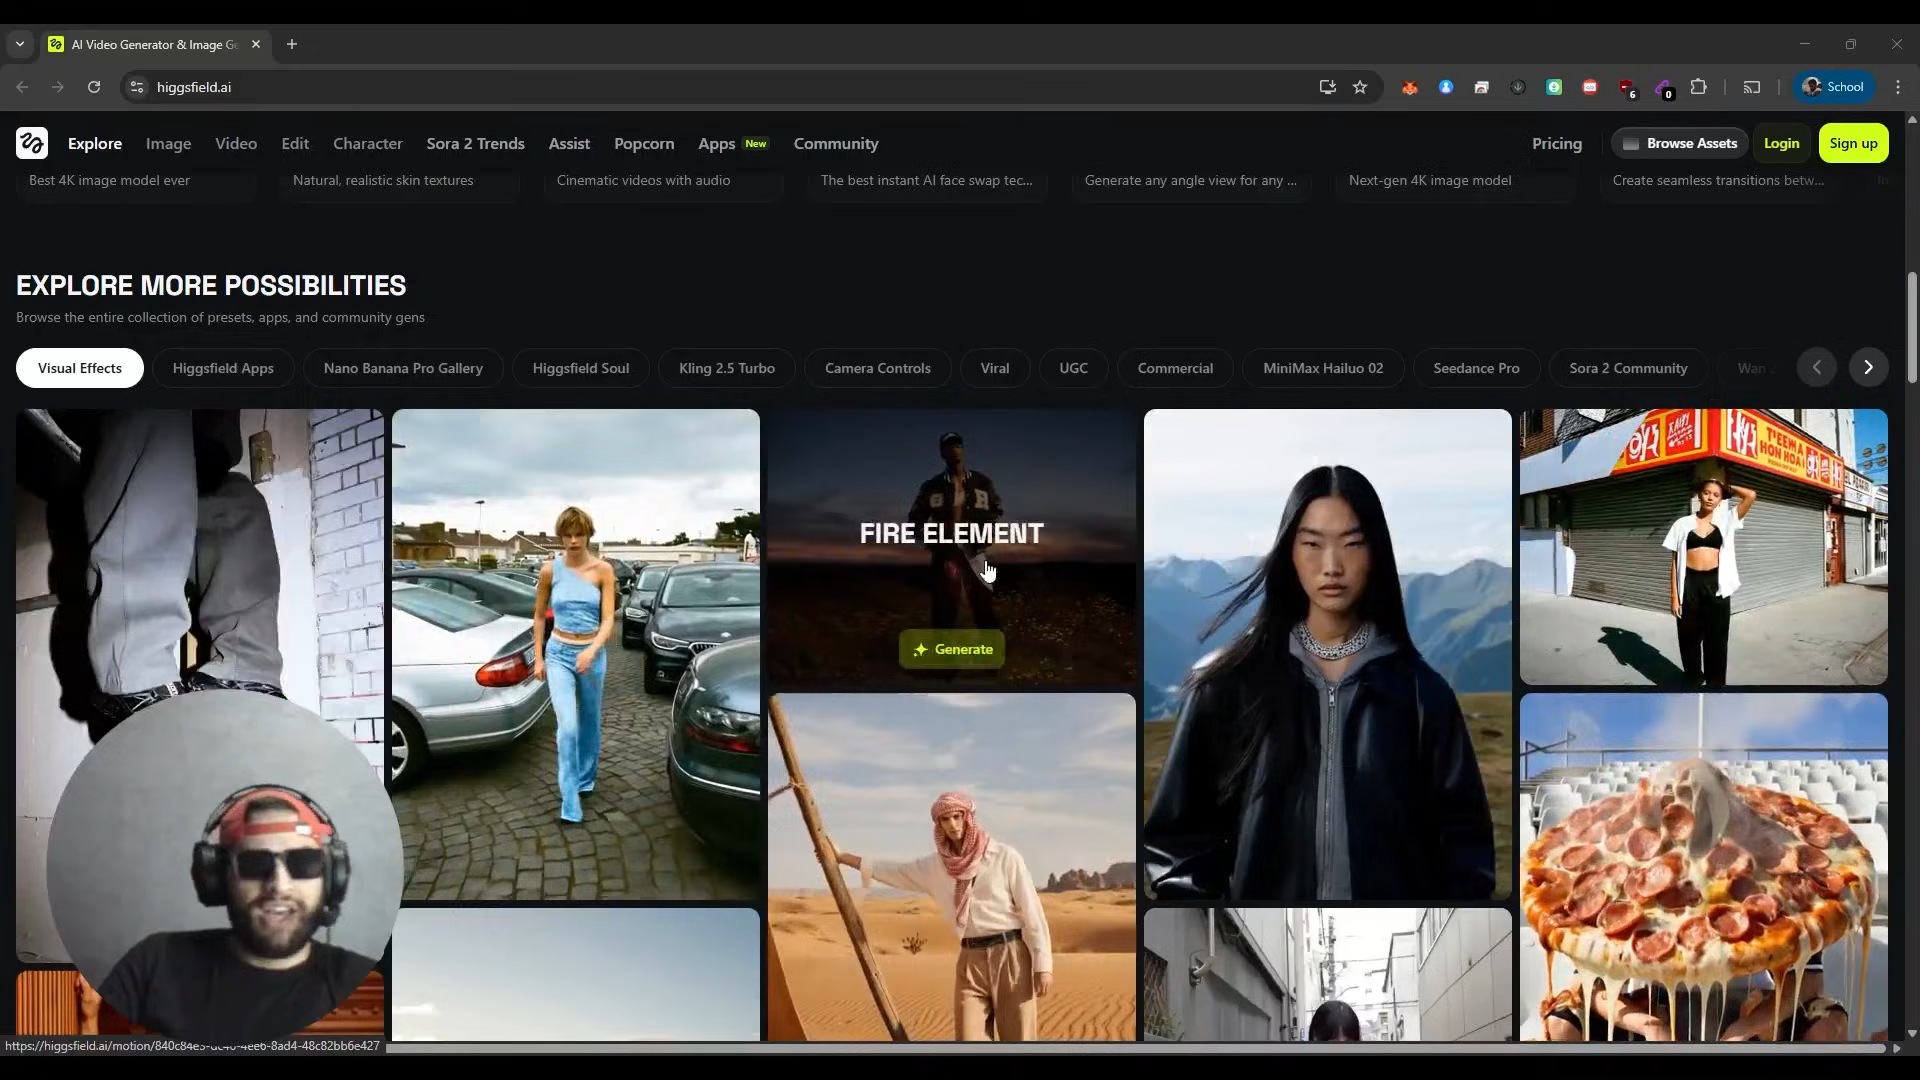 AI Video Generator & Image G
higgsfield.ai
6
0
School
Explore
Image
Video
Edit
Character
Sora 2 Trends
Assist
Popcorn
Apps New
Community
Pricing
Browse Assets
Login
Sign up
Best 4K image model ever
Natural, realistic skin textures
Cinematic videos with audio
The best instant AI face swap tec...
Generate any angle view for any ...
Next-gen 4K image model
Create seamless transitions betw...
EXPLORE MORE POSSIBILITIES
Browse the entire collection of presets, apps, and community gens
Visual Effects
Higgsfield Apps
Nano Banana Pro Gallery
Higgsfield Soul
Kling 2.5 Turbo
Camera Controls
Viral
UGC
Commercial
MiniMax Hailuo 02
Seedance Pro
Sora 2 Community
Wan
FIRE ELEMENT
Generate